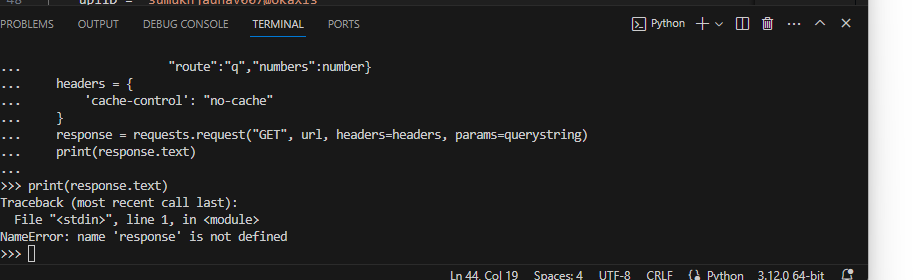 48 upiID = "sumukhjadhav007@okaxis
PROBLEMS OUTPUT DEBUG CONSOLE TERMINAL PORTS Python
... "route":"q","numbers":number}
... headers = {
... 'cache-control': "no-cache"
... }
... response = requests.request("GET", url, headers=headers, params=querystring)
... print(response.text)
...
>>> print(response.text)
Traceback (most recent call last):
File "<stdin>", line 1, in <module>
NameError: name 'response' is not defined
>>>
Ln 44, Col 19 Spaces: 4 UTF-8 CRLF Python 3.12.0 64-bit